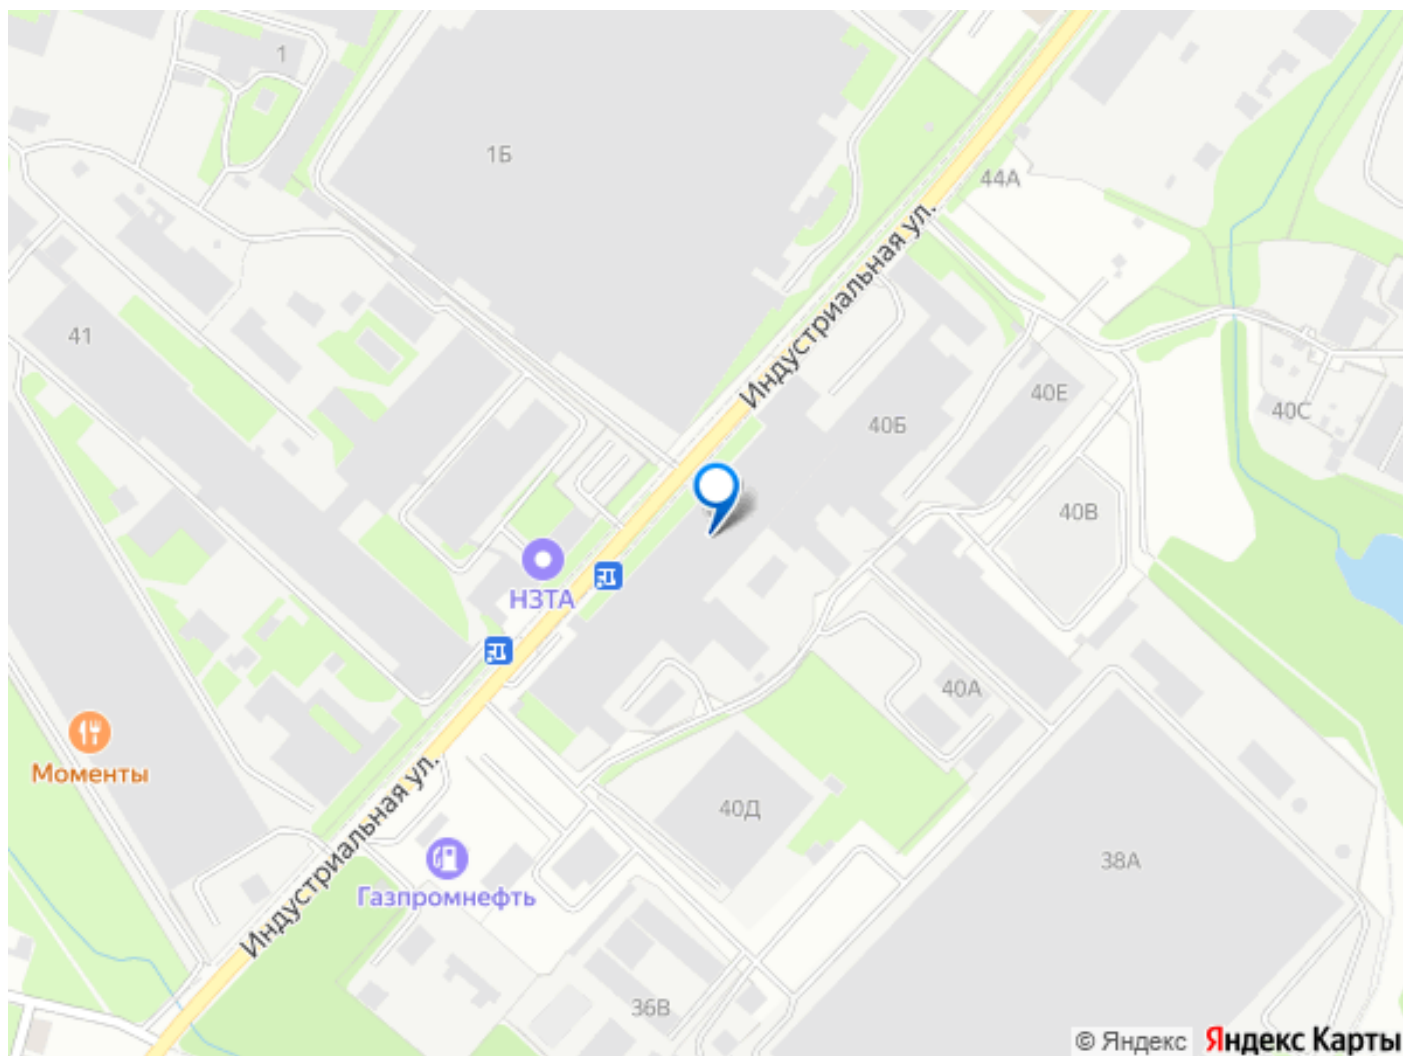 1
1Б
44А
Индустриальная ул.
41
40Е
40С
40Б
40В
НЗТА
40А
Моменты
Индустриальная ул.
40Д
38А
Газпромнефть
36В
© Яндекс Яндекс Карты